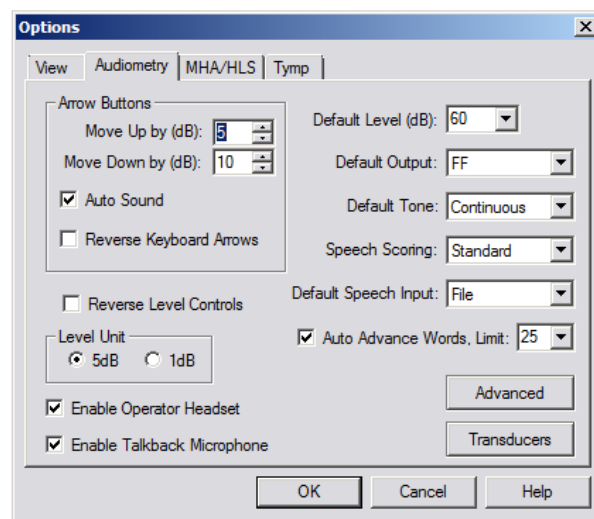 Options
View Audiometry MHA/HLS Tymp
Arrow Buttons
Move Up by (dB): 5
Move Down by (dB): 10
Auto Sound
Reverse Keyboard Arrows
Reverse Level Controls
Level Unit
5dB 1dB
Enable Operator Headset
Enable Talkback Microphone
Default Level (dB): 60
Default Output: FF
Default Tone: Continuous
Speech Scoring: Standard
Default Speech Input: File
Auto Advance Words, Limit: 25
Advanced
Transducers
OK Cancel Help